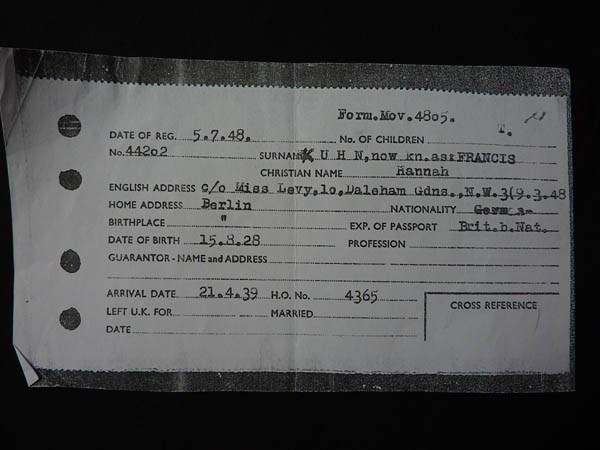 Form.Mov.4805. T.
DATE OF REG. 5.7.48. No. OF CHILDREN
No. 44202 SURNAME KUHN,now kn.as:FRANCIS
CHRISTIAN NAME Hannah
ENGLISH ADDRESS c/o Miss Levy,10,Daleham Gdns.,N.W.3(9.3.48
HOME ADDRESS Berlin NATIONALITY German
BIRTHPLACE " EXP. OF PASSPORT Brit.b.Nat.
DATE OF BIRTH 15.8.28 PROFESSION
GUARANTOR - NAME and ADDRESS
ARRIVAL DATE 21.4.39 H.O. No. 4365 CROSS REFERENCE
LEFT U.K. FOR MARRIED
DATE